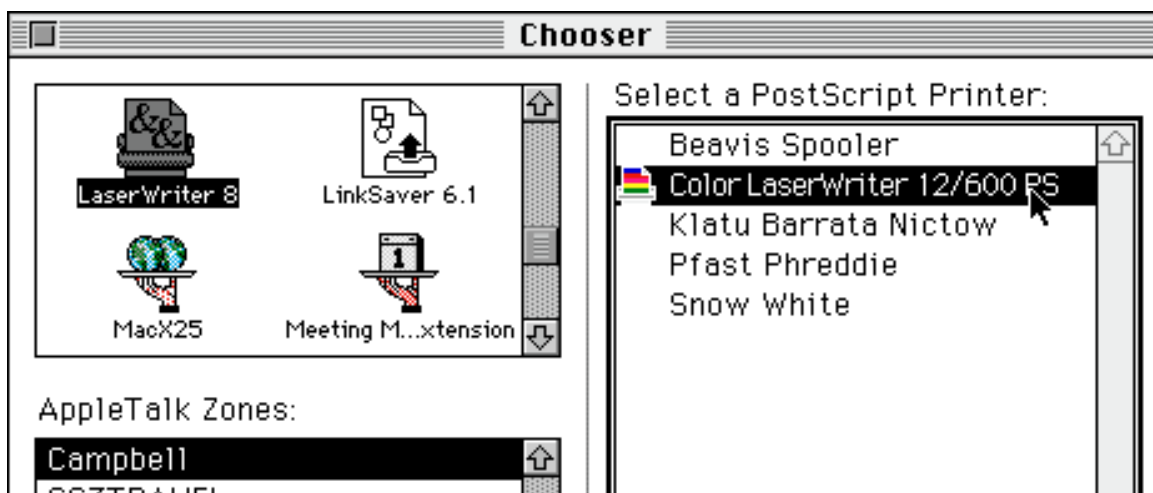 Chooser
LaserWriter 8
LinkSaver 6.1
MacX25
Meeting M...xtension
AppleTalk Zones:
Campbell
Select a PostScript Printer:
Beavis Spooler
Color LaserWriter 12/600 PS
Klatu Barrata Nictow
Pfast Phreddie
Snow White